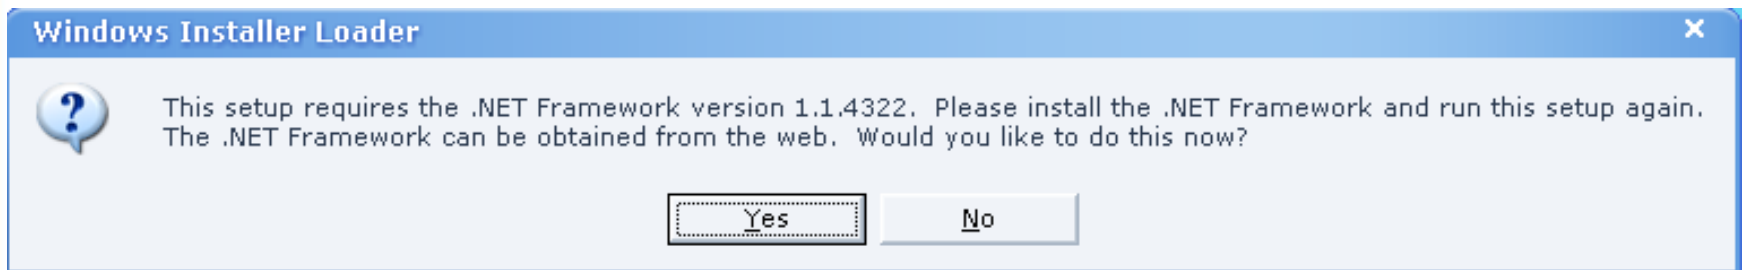 Windows Installer Loader
This setup requires the .NET Framework version 1.1.4322.  Please install the .NET Framework and run this setup again.
The .NET Framework can be obtained from the web.  Would you like to do this now?
Yes
No